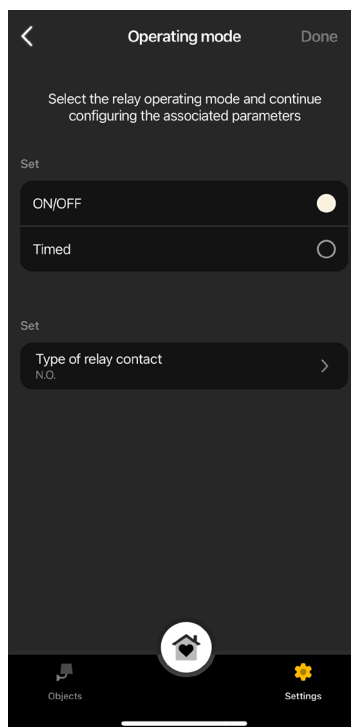 Operating mode
Done
Select the relay operating mode and continue
configuring the associated parameters
Set
ON/OFF
Timed
Set
Type of relay contact
N.O.
Objects
Settings